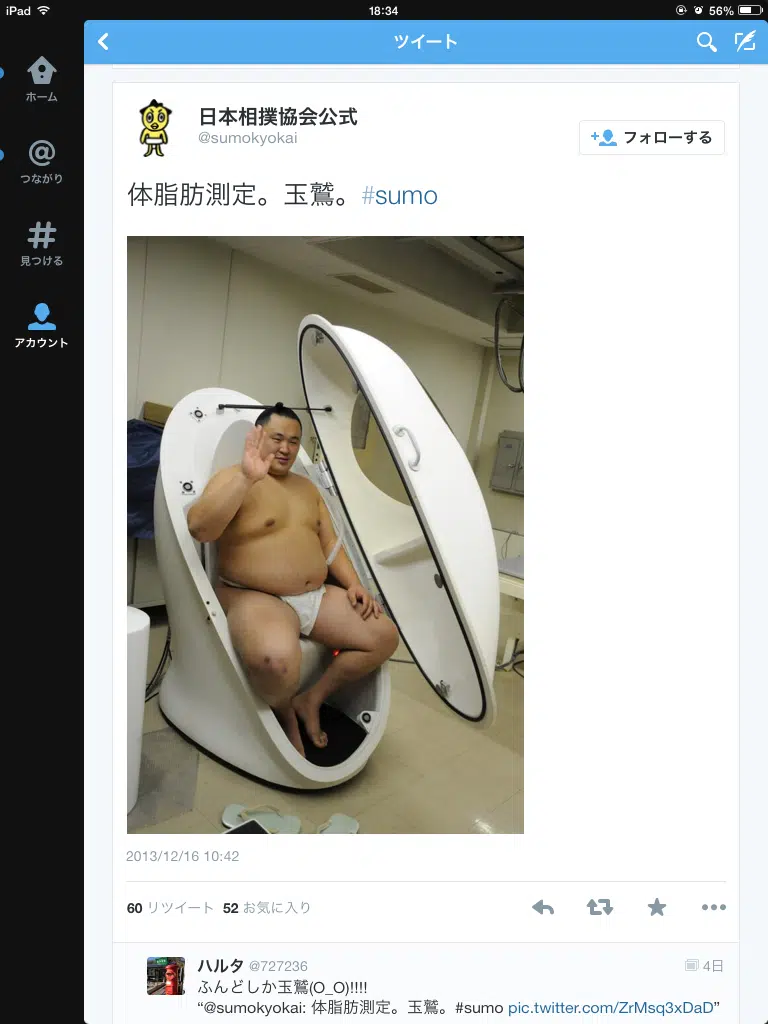 iPad 18:34 56%
ツイート
ホーム
つながり
見つける
アカウント
日本相撲協会公式
@sumokyokai
フォローする
体脂肪測定。玉鷲。#sumo
2013/12/16 10:42
60 リツイート 52 お気に入り
ハルタ @727236 4日
ふんどしか玉鷲(O_O)!!!!
“@sumokyokai: 体脂肪測定。玉鷲。#sumo pic.twitter.com/ZrMsq3xDaD”